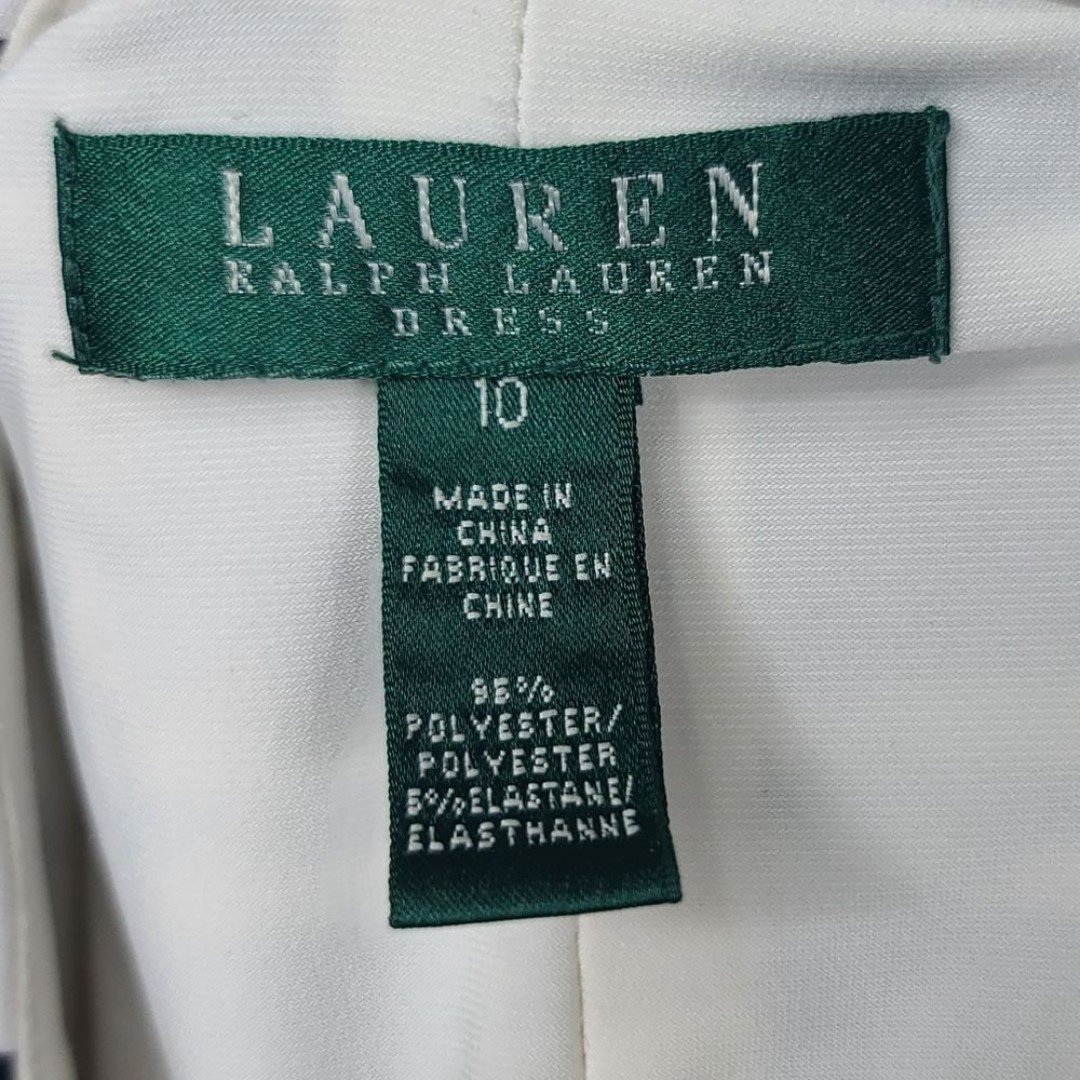 LAUREN
RALPH LAUREN
DRESS
10
MADE IN
CHINA
FABRIQUE EN
CHINE
95%
POLYESTER/
POLYESTER
5%ELASTANE/
ELASTHANNE